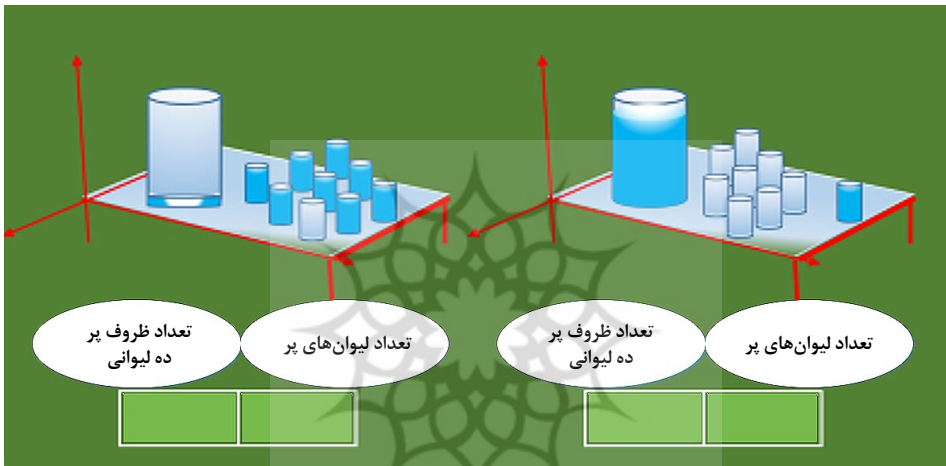 تعداد لیوان‌های پر
تعداد ظروف پر
ده لیوانی
تعداد لیوان‌های پر
تعداد ظروف پر
ده لیوانی